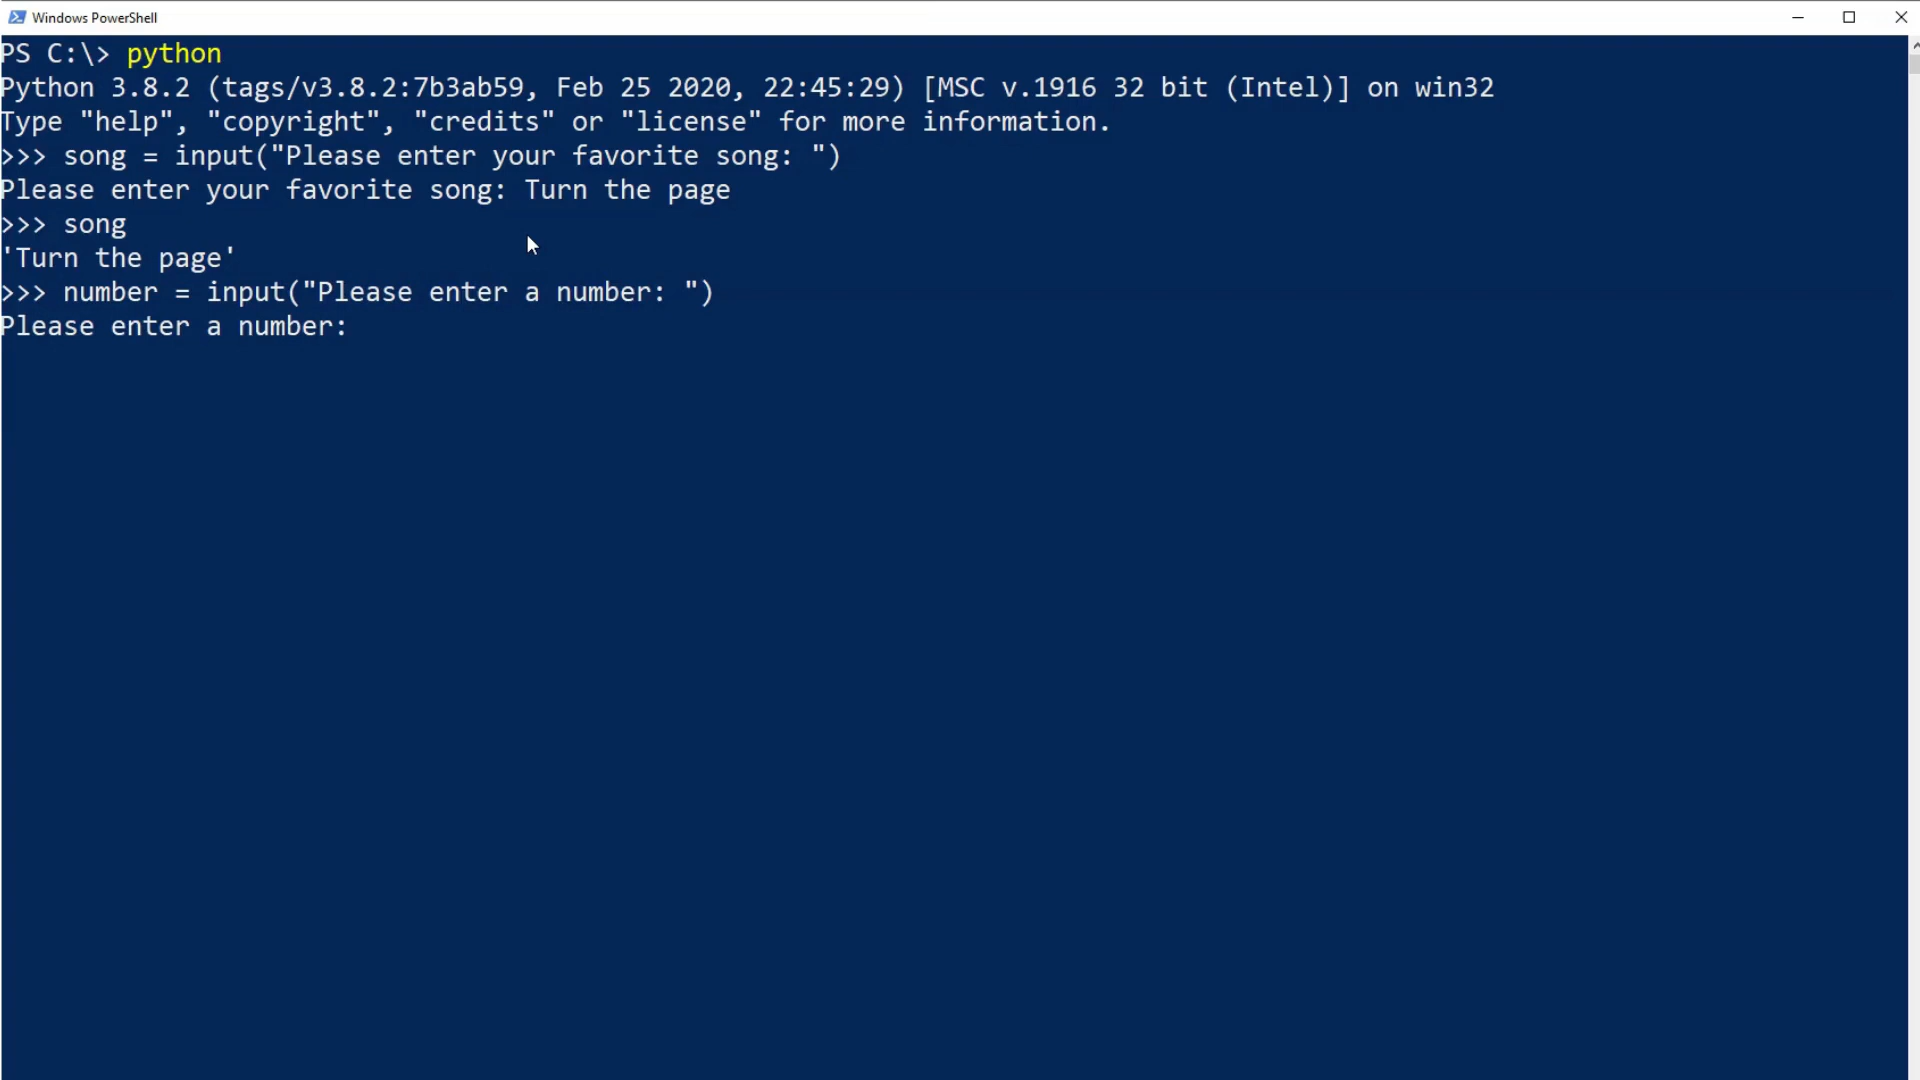 Windows PowerShell
PS C:\> python
Python 3.8.2 (tags/v3.8.2:7b3ab59, Feb 25 2020, 22:45:29) [MSC v.1916 32 bit (Intel)] on win32
Type "help", "copyright", "credits" or "license" for more information.
>>> song = input("Please enter your favorite song: ")
Please enter your favorite song: Turn the page
>>> song
'Turn the page'
>>> number = input("Please enter a number: ")
Please enter a number: